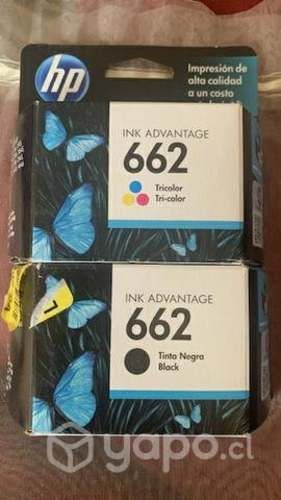 hp
Impresión de
alta calidad
a un costo
INK ADVANTAGE
662
Tricolor
Tri-color
INK ADVANTAGE
662
Tinta Negra
Black
yapo.cl